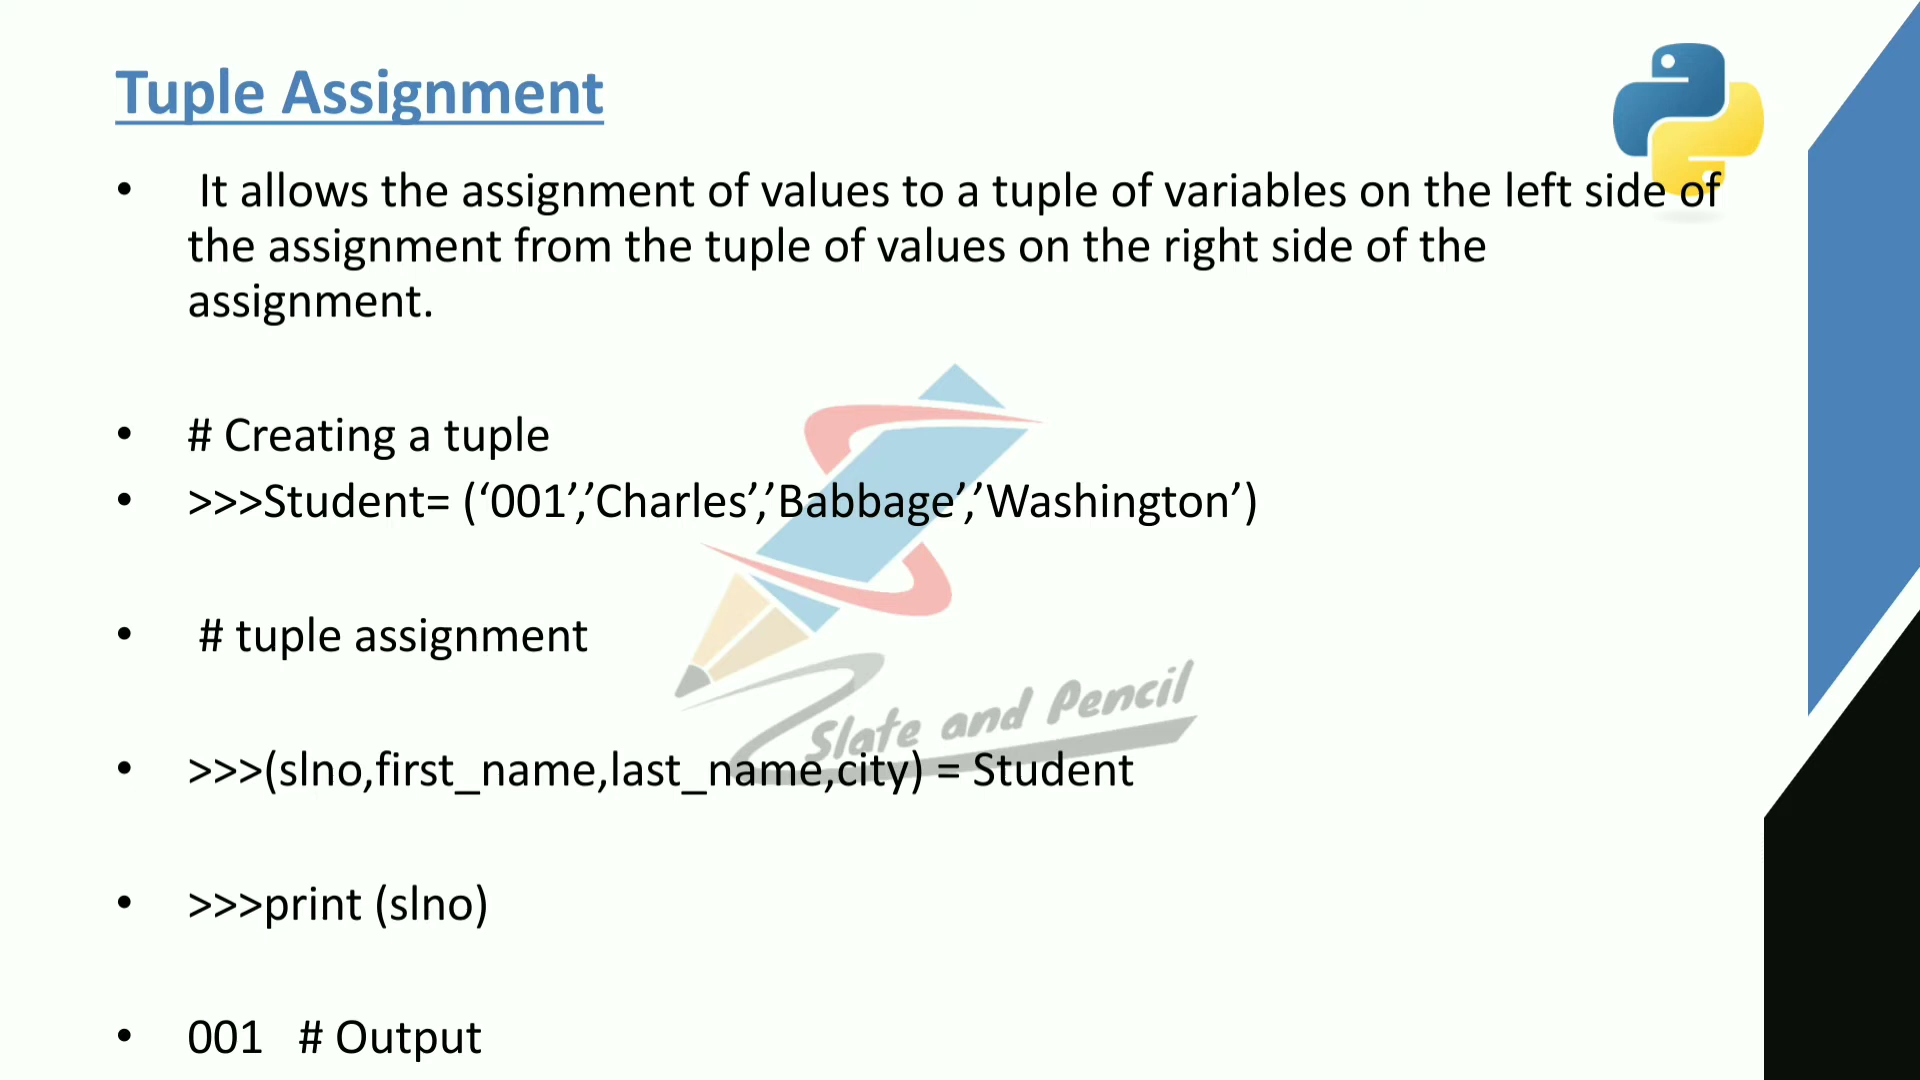 Tuple Assignment
• It allows the assignment of values to a tuple of variables on the left side of
the assignment from the tuple of values on the right side of the
assignment.
• # Creating a tuple
• >>>Student= (‘001’,’Charles’,’Babbage’,’Washington’)
• # tuple assignment
Slate and Pencil
• >>>(slno,first_name,last_name,city) = Student
• >>>print (slno)
• 001 # Output